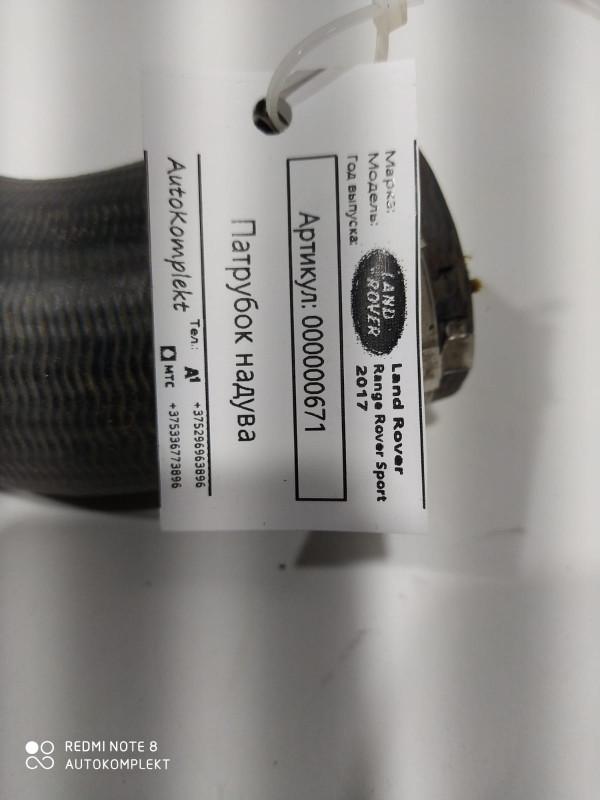 Марка:
Модель:
Год выпуска:
LAND
ROVER
Land Rover
Range Rover Sport
2017
Артикул: 000000671
Патрубок надува
AutoKomplekt
Тел.:
A1 +375296963896
МТС +375336773896
REDMI NOTE 8
AUTOKOMPLEKT